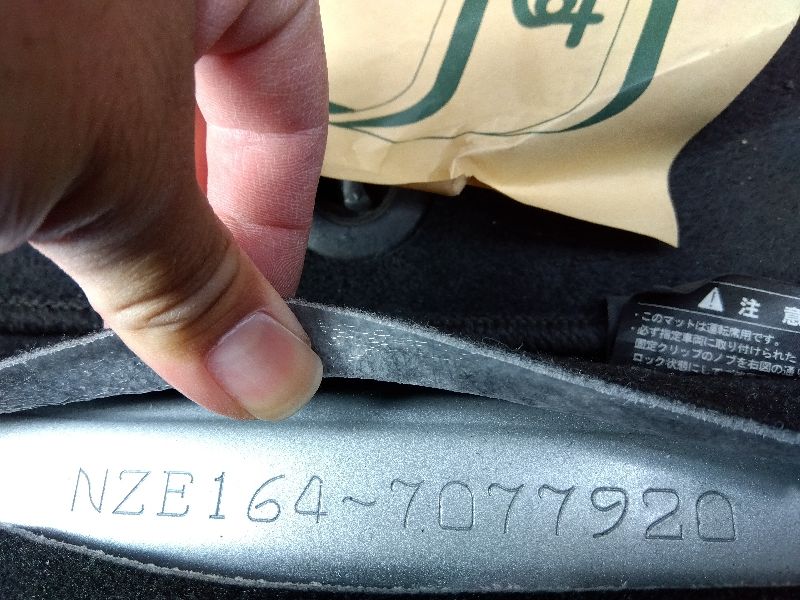 注意
・このマットは運転席用です。
・必ず指定車両に取り付けられた
固定クリップのノブを右図の通り
ロック状態にして
NZE164-7077920